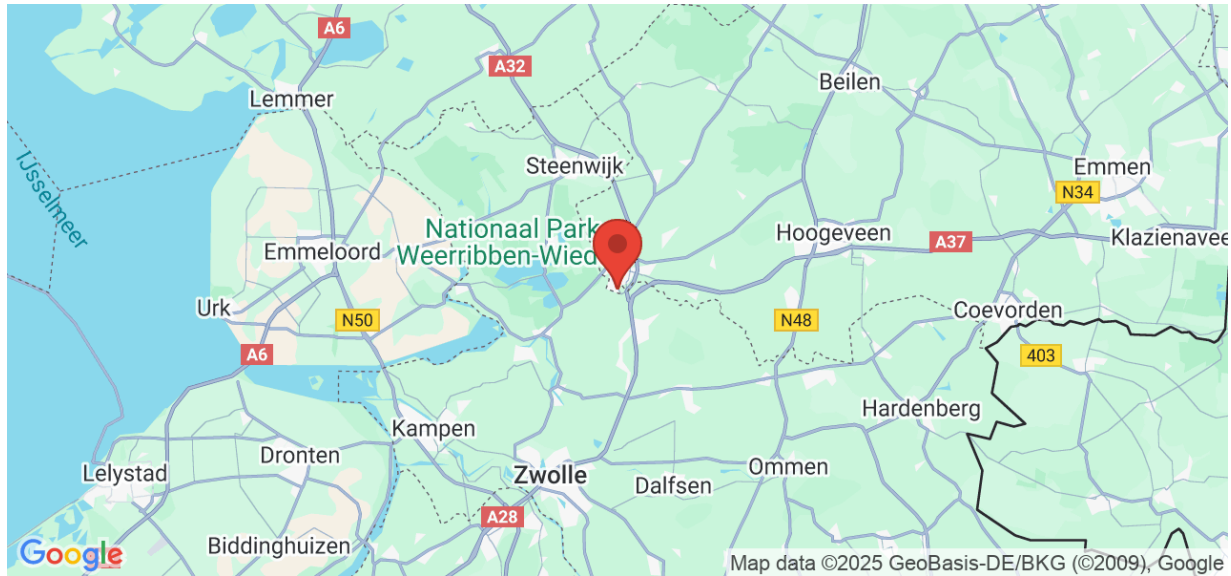 A6
A32
Beilen
Lemmer
Steenwijk
Emmen
N34
IJsselmeer
Nationaal Park
Weerribben-Wied
Emmeloord
Hoogeveen
A37
Klazienavee
Urk
N50
N48
Coevorden
A6
403
Kampen
Hardenberg
Dronten
Lelystad
Zwolle
Ommen
Dalfsen
A28
Biddinghuizen
Google
Map data ©2025 GeoBasis-DE/BKG (©2009), Google